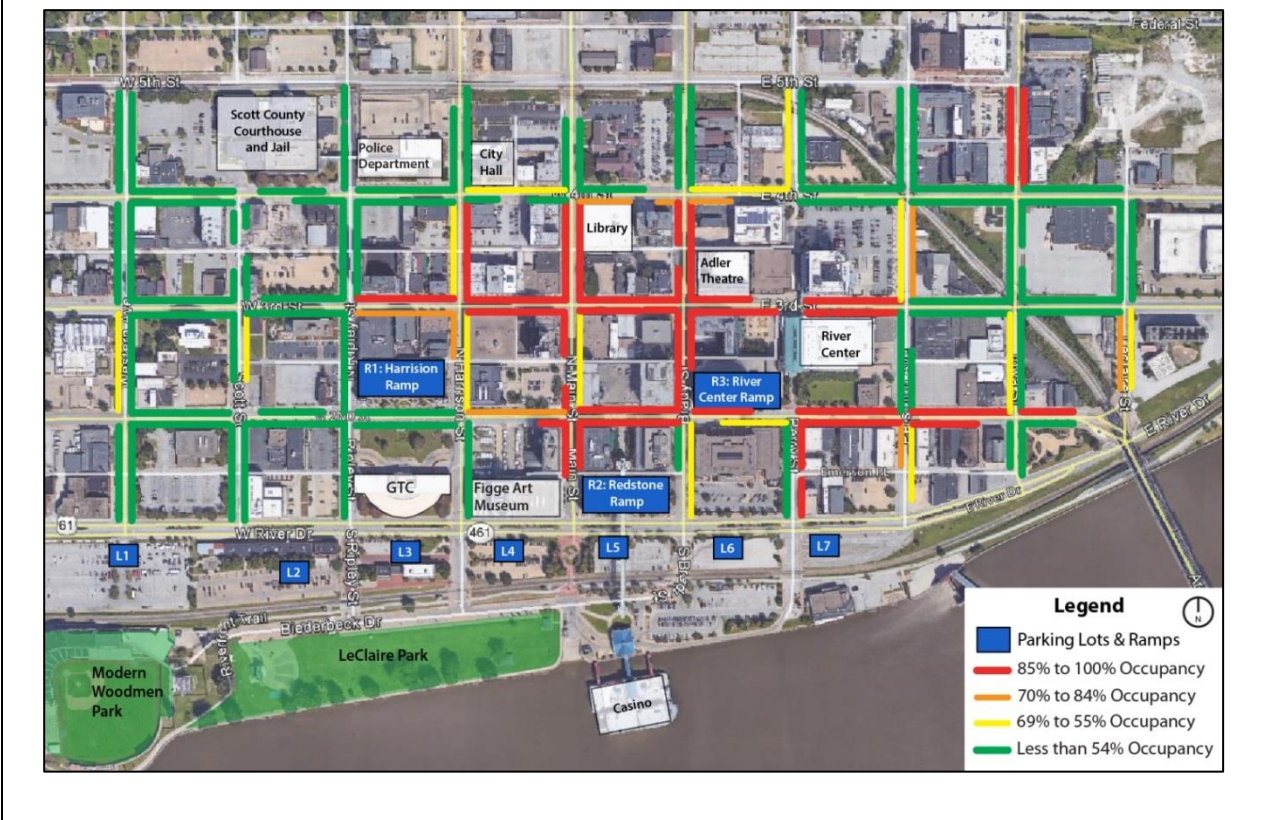 Federal St
W 5th St
E 5th St
Scott County
Courthouse
and Jail
Police
Department
City
Hall
E 4th St
Library
Adler
Theatre
W 3rd St
E 3rd St
River
Center
R1: Harrision
Ramp
R3: River
Center Ramp
Scott St
N Harrison St
N Main St
Main St
E River Dr
GTC
Figge Art
Museum
R2: Redstone
Ramp
Emerson Pl
E River Dr
61
W River Dr
461
L1
L2
L3
L4
L5
L6
L7
S Ripley St
Riverfront Trail
Biederbeck Dr
LeClaire Park
Modern
Woodmen
Park
Casino
Legend
N
Parking Lots & Ramps
85% to 100% Occupancy
70% to 84% Occupancy
69% to 55% Occupancy
Less than 54% Occupancy